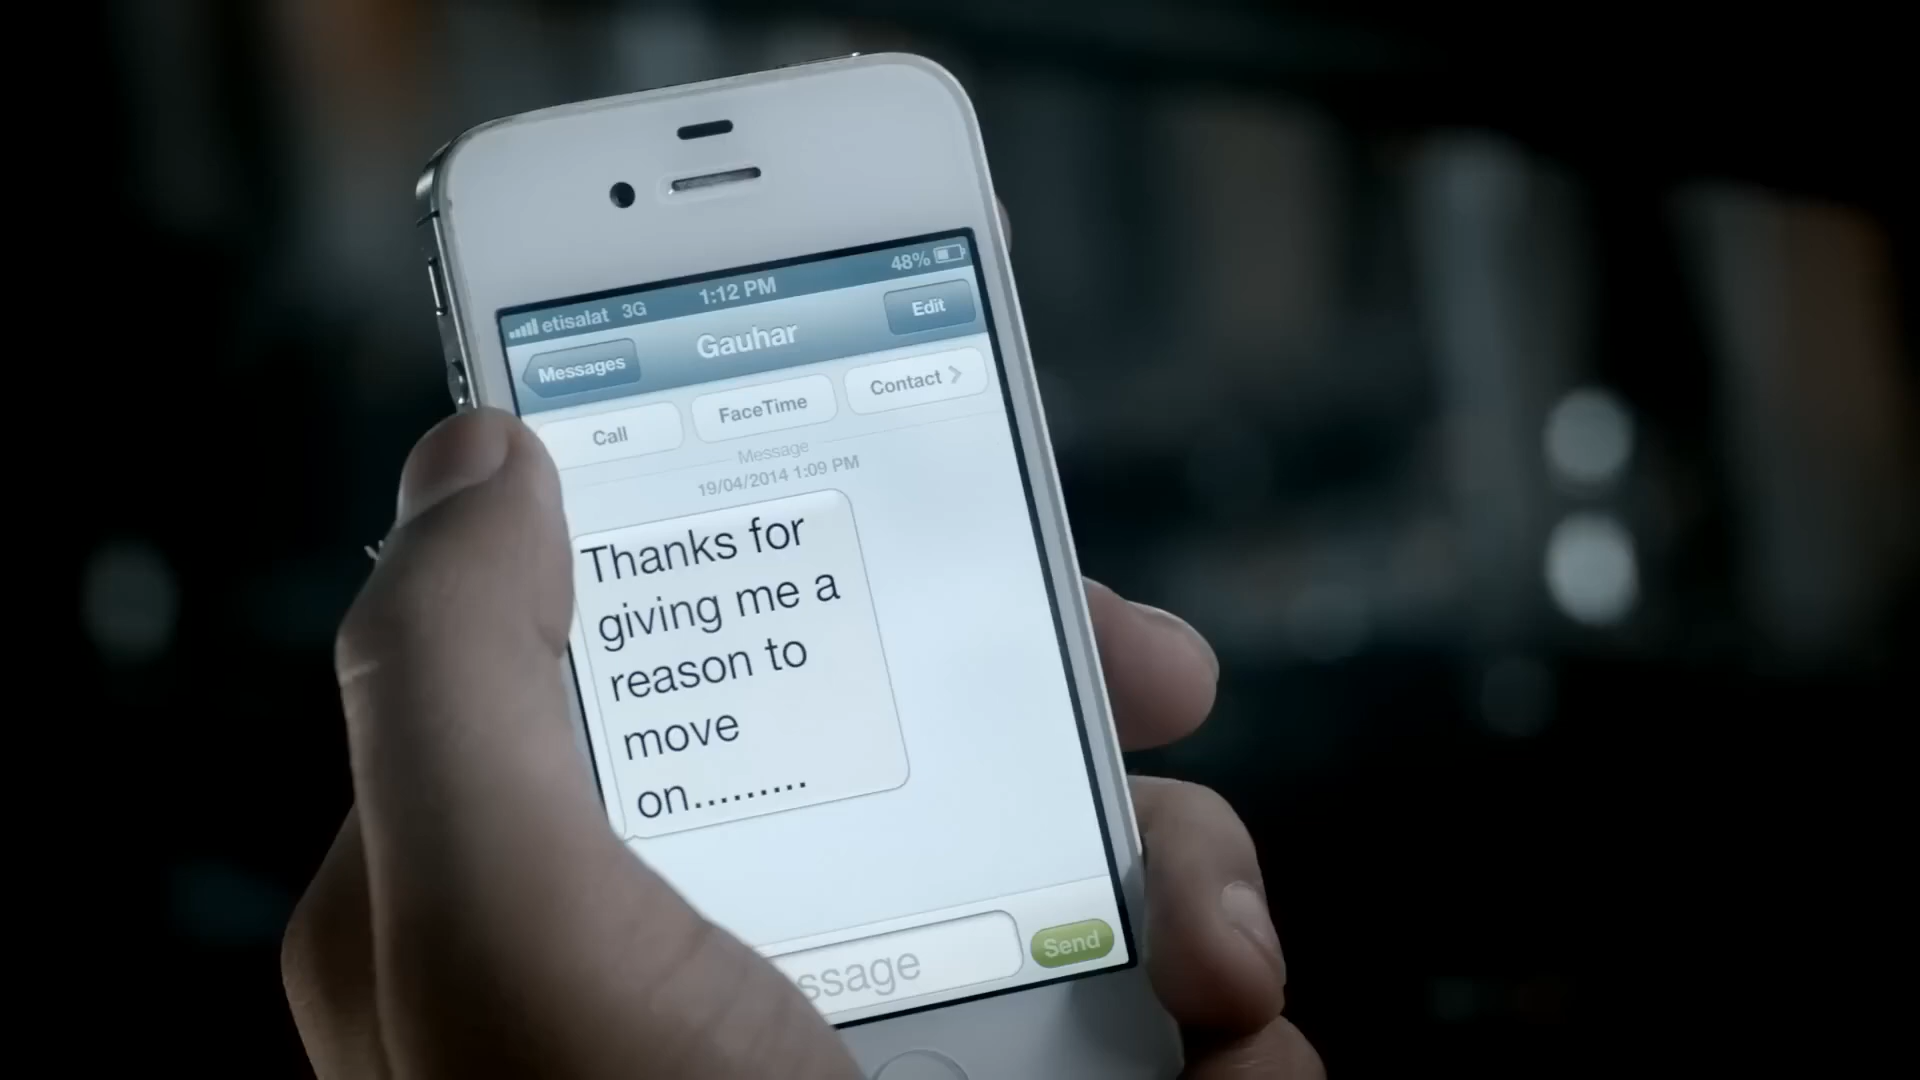 etisalat 3G 1:12 PM 48%
Messages Gauhar Edit
Call FaceTime Contact
Message
19/04/2014 1:09 PM
Thanks for
giving me a
reason to
move
on.........
ssage Send